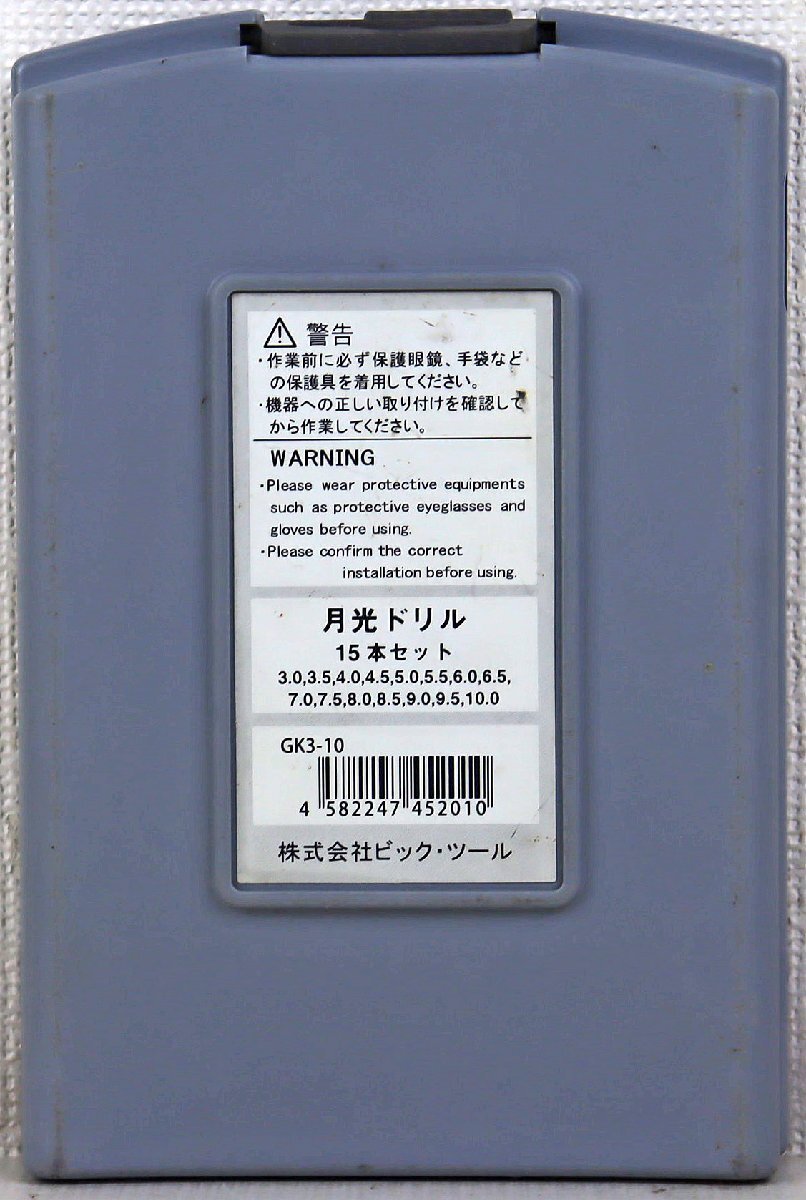 ⚠ 警告
・作業前に必ず保護眼鏡、手袋など
の保護具を着用してください。
・機器への正しい取り付けを確認して
から作業してください。
WARNING
・Please wear protective equipments
such as protective eyeglasses and
gloves before using.
・Please confirm the correct
installation before using.
月光ドリル
15本セット
3.0,3.5,4.0,4.5,5.0,5.5,6.0,6.5,
7.0,7.5,8.0,8.5,9.0,9.5,10.0
GK3-10
4 582247 452010
株式会社ビック・ツール